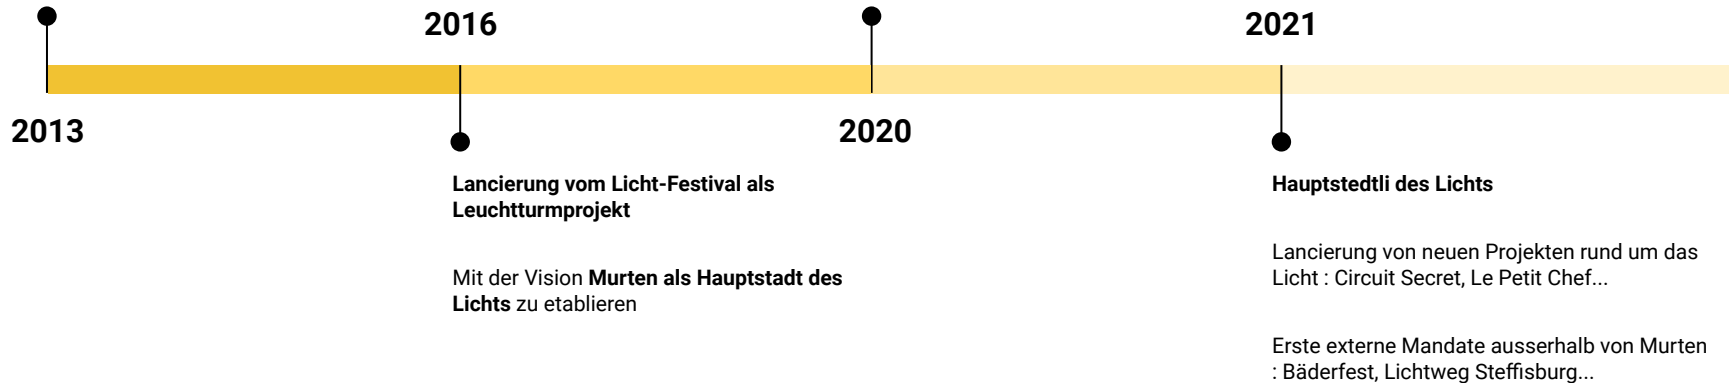 2016
2021
2013
2020
Lancierung vom Licht-Festival als
Leuchtturmprojekt
Mit der Vision Murten als Hauptstadt des
Lichts zu etablieren
Hauptstedtli des Lichts
Lancierung von neuen Projekten rund um das
Licht : Circuit Secret, Le Petit Chef...
Erste externe Mandate ausserhalb von Murten
: Bäderfest, Lichtweg Steffisburg...